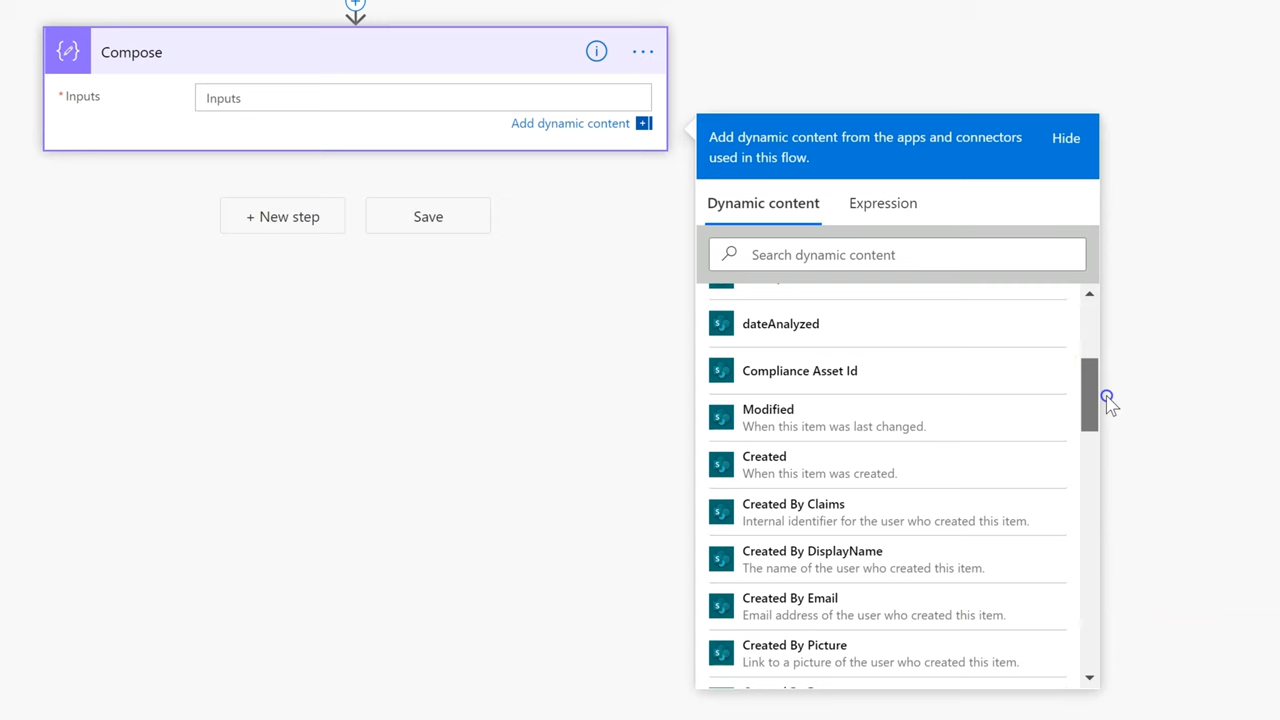 Compose
* Inputs
Inputs
Add dynamic content
Add dynamic content from the apps and connectors
used in this flow.
Hide
Dynamic content
Expression
Search dynamic content
dateAnalyzed
Compliance Asset Id
Modified
When this item was last changed.
Created
When this item was created.
Created By Claims
Internal identifier for the user who created this item.
Created By DisplayName
The name of the user who created this item.
Created By Email
Email address of the user who created this item.
Created By Picture
Link to a picture of the user who created this item.
+ New step
Save